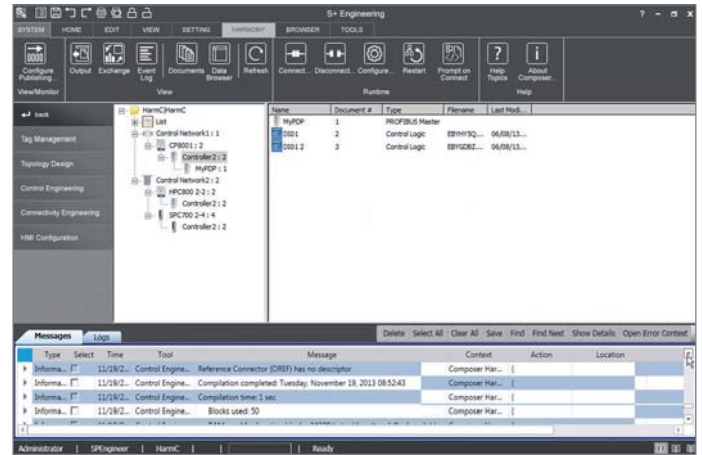 S+ Engineering
SYSTEM HOME EDIT VIEW SETTING HARMONY BROWSER TOOLS
Configure Publishing... Output Exchange Event Log Documents Data Browser Refresh Connect... Disconnect... Configure... Restart Prompt on Connect Help Topics About Composer...
View/Monitor View Runtime Help
back
Tag Management
Topology Design
Control Engineering
Connectivity Engineering
HMI Configuration
HarmC|HarmC
List
Control Network1 : 1
CP8001 : 2
Controller2 : 2
MyPDP : 1
Control Network2 : 2
HPC800 2-2 : 2
Controller2 : 2
SPC700 2-4 : 4
Controller2 : 2
Name Document # Type Filename Last Modi...
MyPDP 1 PROFIBUS Master
2 Control Logic 06/08/13...
3 Control Logic 06/08/13...
Messages Logs Delete Select All Clear All Save Find Find Next Show Details Open Error Context
Type Select Time Tool Message Context Action Location
Informa... 11/19/2... Control Engine... Reference Connector (OREF) has no descriptor Composer Har... (
Informa... 11/19/2... Control Engine... Compilation completed: Tuesday, November 19, 2013 08:52:43 Composer Har... (
Informa... 11/19/2... Control Engine... Compilation time: 1 sec Composer Har... (
Informa... 11/19/2... Control Engine... Blocks used: 50 Composer Har... (
Administrator | SPEngineer | HarmC | | | Ready